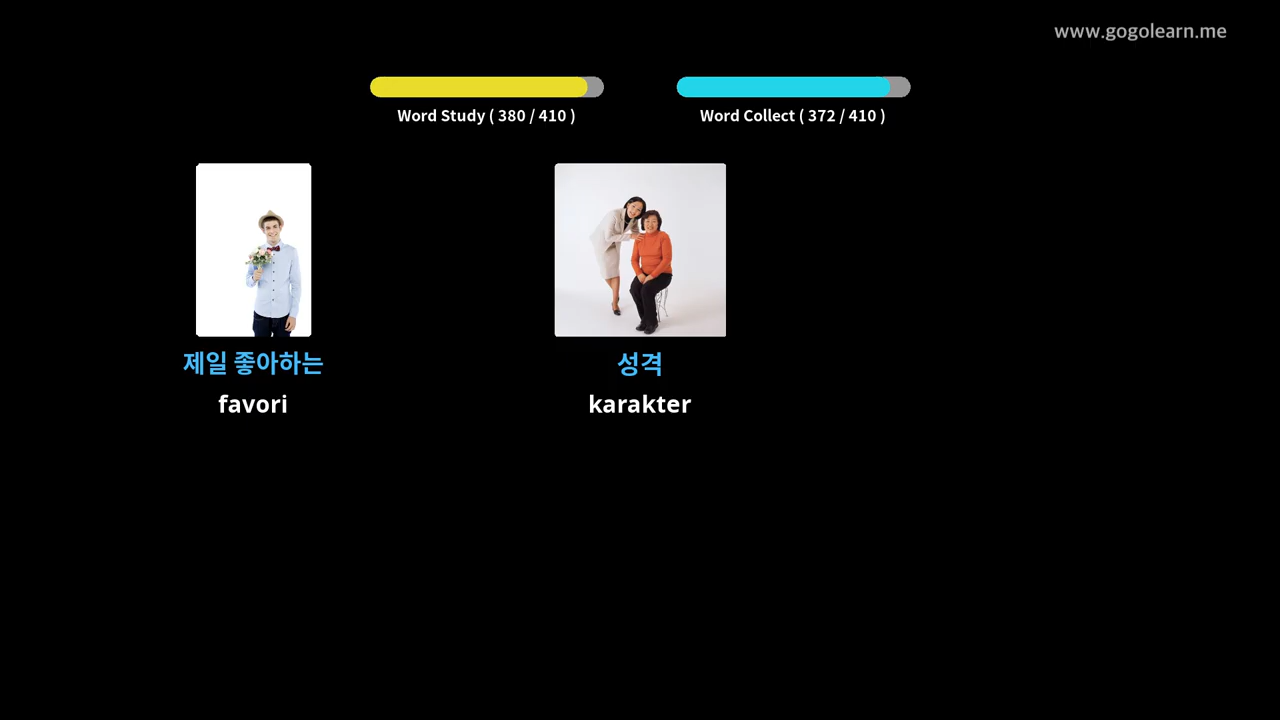 www.gogolearn.me
Word Study ( 380 / 410 )
Word Collect ( 372 / 410 )
제일 좋아하는
favori
성격
karakter